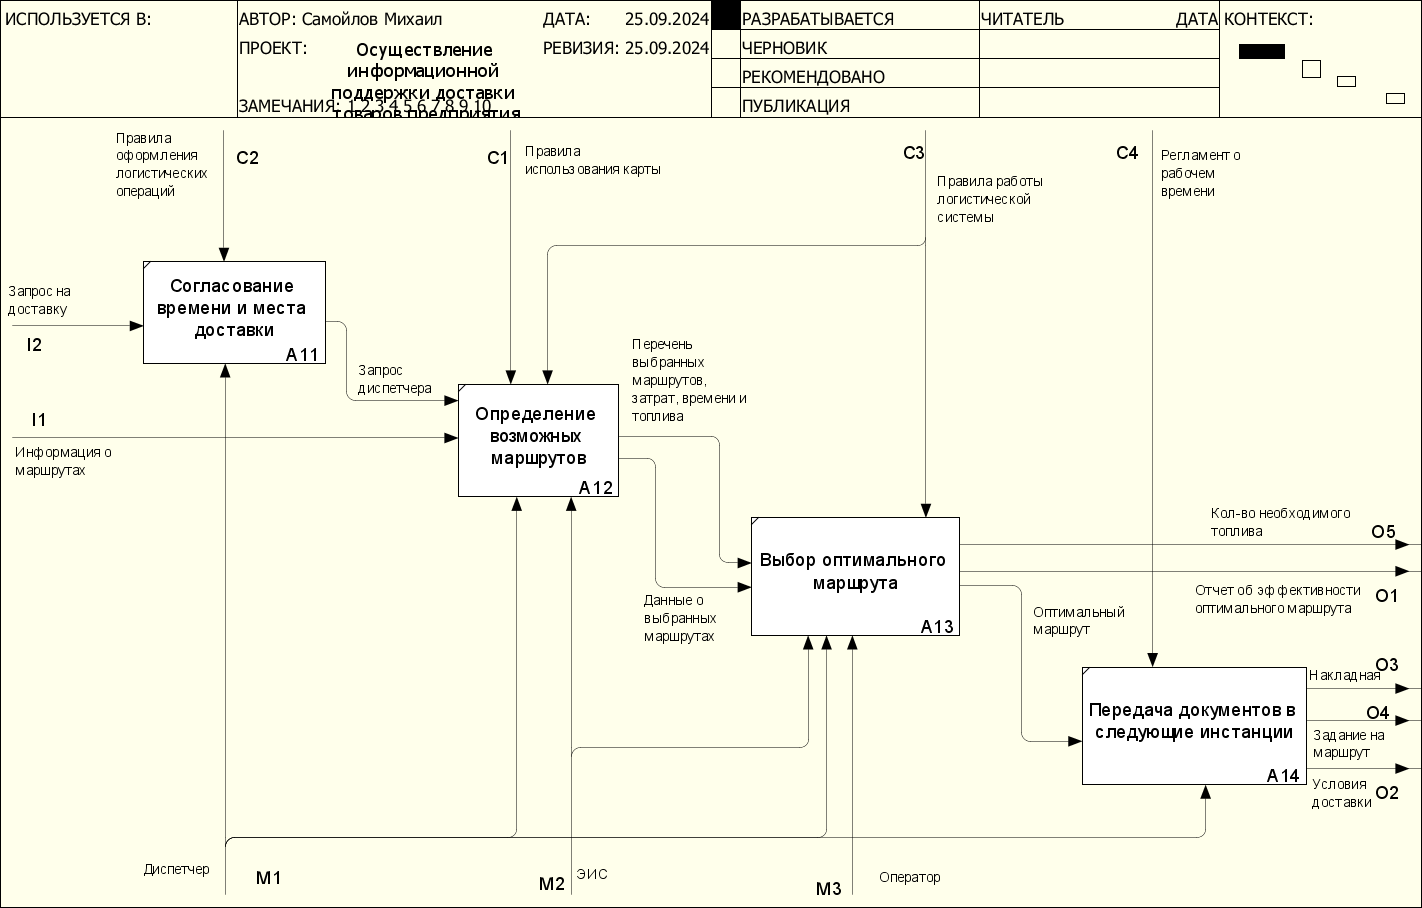 ИСПОЛЬЗУЕТСЯ В:
АВТОР: Самойлов Михаил
ДАТА: 25.09.2024
ПРОЕКТ:
Осуществление
информационной
поддержки доставки
товаров предприятия
РЕВИЗИЯ: 25.09.2024
ЗАМЕЧАНИЯ: 1 2 3 4 5 6 7 8 9 10
РАЗРАБАТЫВАЕТСЯ
ЧЕРНОВИК
РЕКОМЕНДОВАНО
ПУБЛИКАЦИЯ
ЧИТАТЕЛЬ
ДАТА
КОНТЕКСТ:
Правила
оформления
логистических
операций
C2
C1
Правила
использования карты
C3
Правила работы
логистической
системы
C4
Регламент о
рабочем
времени
Запрос на
доставку
I2
Согласование
времени и места
доставки
A11
Запрос
диспетчера
I1
Информация о
маршрутах
Определение
возможных
маршрутов
A12
Перечень
выбранных
маршрутов,
затрат, времени и
топлива
Данные о
выбранных
маршрутах
Выбор оптимального
маршрута
A13
Кол-во необходимого
топлива
O5
Отчет об эффективности
оптимального маршрута
O1
Оптимальный
маршрут
Передача документов в
следующие инстанции
A14
O3
Накладная
O4
Задание на
маршрут
Условия
доставки
O2
Диспетчер
M1
M2
ЭИС
M3
Оператор